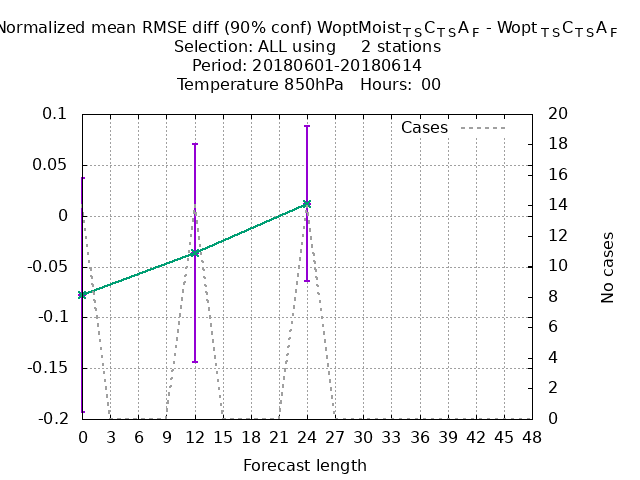 Normalized mean RMSE diff (90% conf) WoptMoist_TSC_TSA_F - Wopt_TSC_TSA_F
Selection: ALL using 2 stations
Period: 20180601-20180614
Temperature 850hPa Hours: 00
Cases
0.1
0.05
0
-0.05
-0.1
-0.15
-0.2
20
18
16
14
12
10
8
6
4
2
0
No cases
0 3 6 9 12 15 18 21 24 27 30 33 36 39 42 45 48
Forecast length